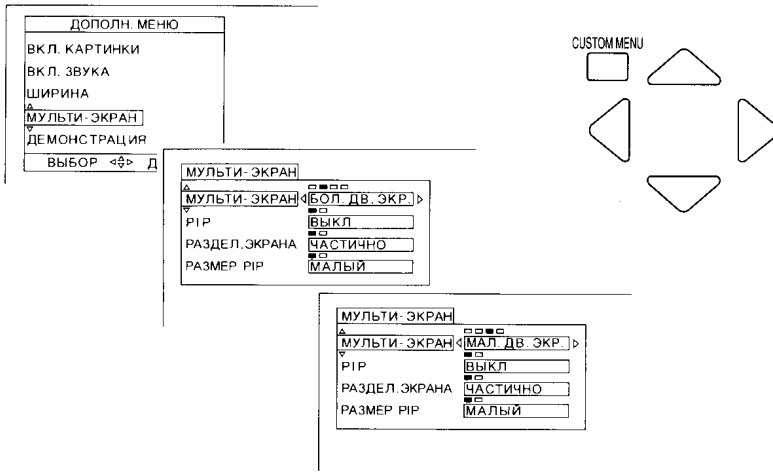 ДОПОЛН. МЕНЮ
ВКЛ. КАРТИНКИ
ВКЛ. ЗВУКА
ШИРИНА
МУЛЬТИ-ЭКРАН
ДЕМОНСТРАЦИЯ
ВЫБОР Д
CUSTOM MENU
МУЛЬТИ-ЭКРАН
МУЛЬТИ-ЭКРАН БОЛ. ДВ. ЭКР.
PIP ВЫКЛ
РАЗДЕЛ.ЭКРАНА ЧАСТИЧНО
РАЗМЕР PIP МАЛЫЙ
МУЛЬТИ-ЭКРАН
МУЛЬТИ-ЭКРАН МАЛ. ДВ. ЭКР.
PIP ВЫКЛ
РАЗДЕЛ.ЭКРАНА ЧАСТИЧНО
РАЗМЕР PIP МАЛЫЙ